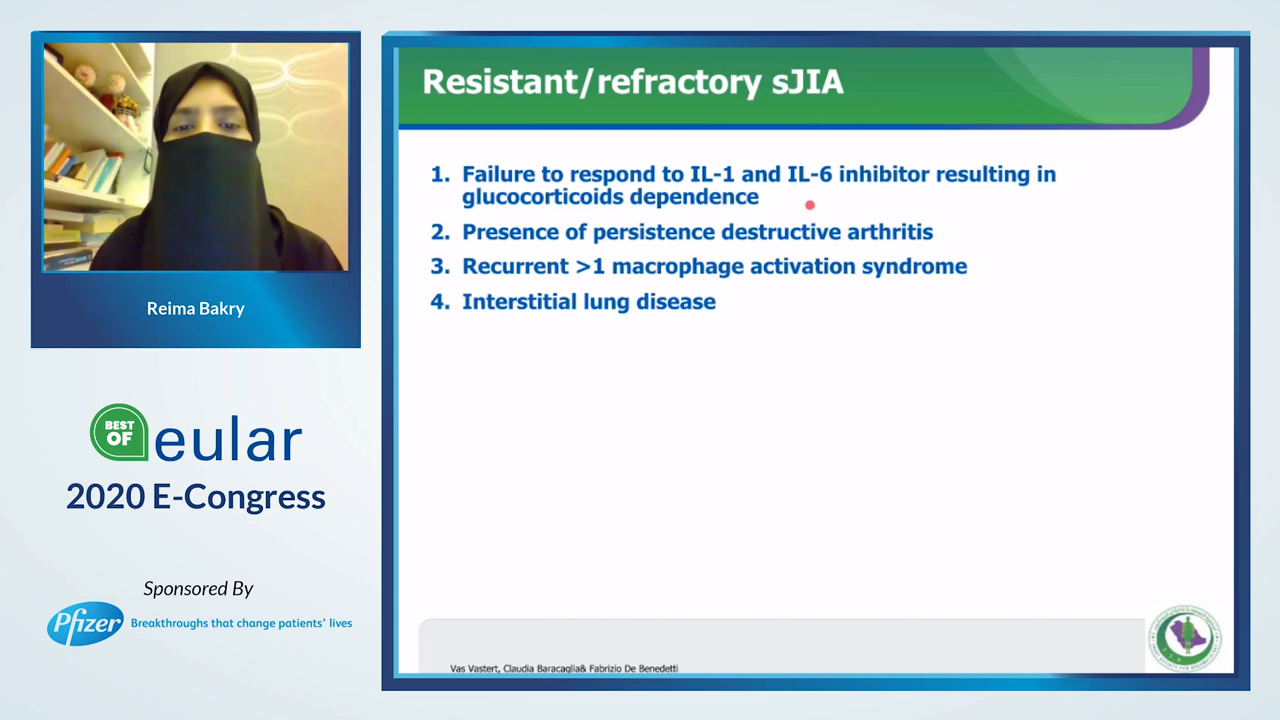 Resistant/refractory sJIA
1. Failure to respond to IL-1 and IL-6 inhibitor resulting in
glucocorticoids dependence
2. Presence of persistence destructive arthritis
3. Recurrent >1 macrophage activation syndrome
4. Interstitial lung disease
Vas Vastert, Claudia Baracaglia& Fabrizio De Benedetti
Reima Bakry
BEST
OF
eular
2020 E-Congress
Sponsored By
Pfizer
Breakthroughs that change patients' lives